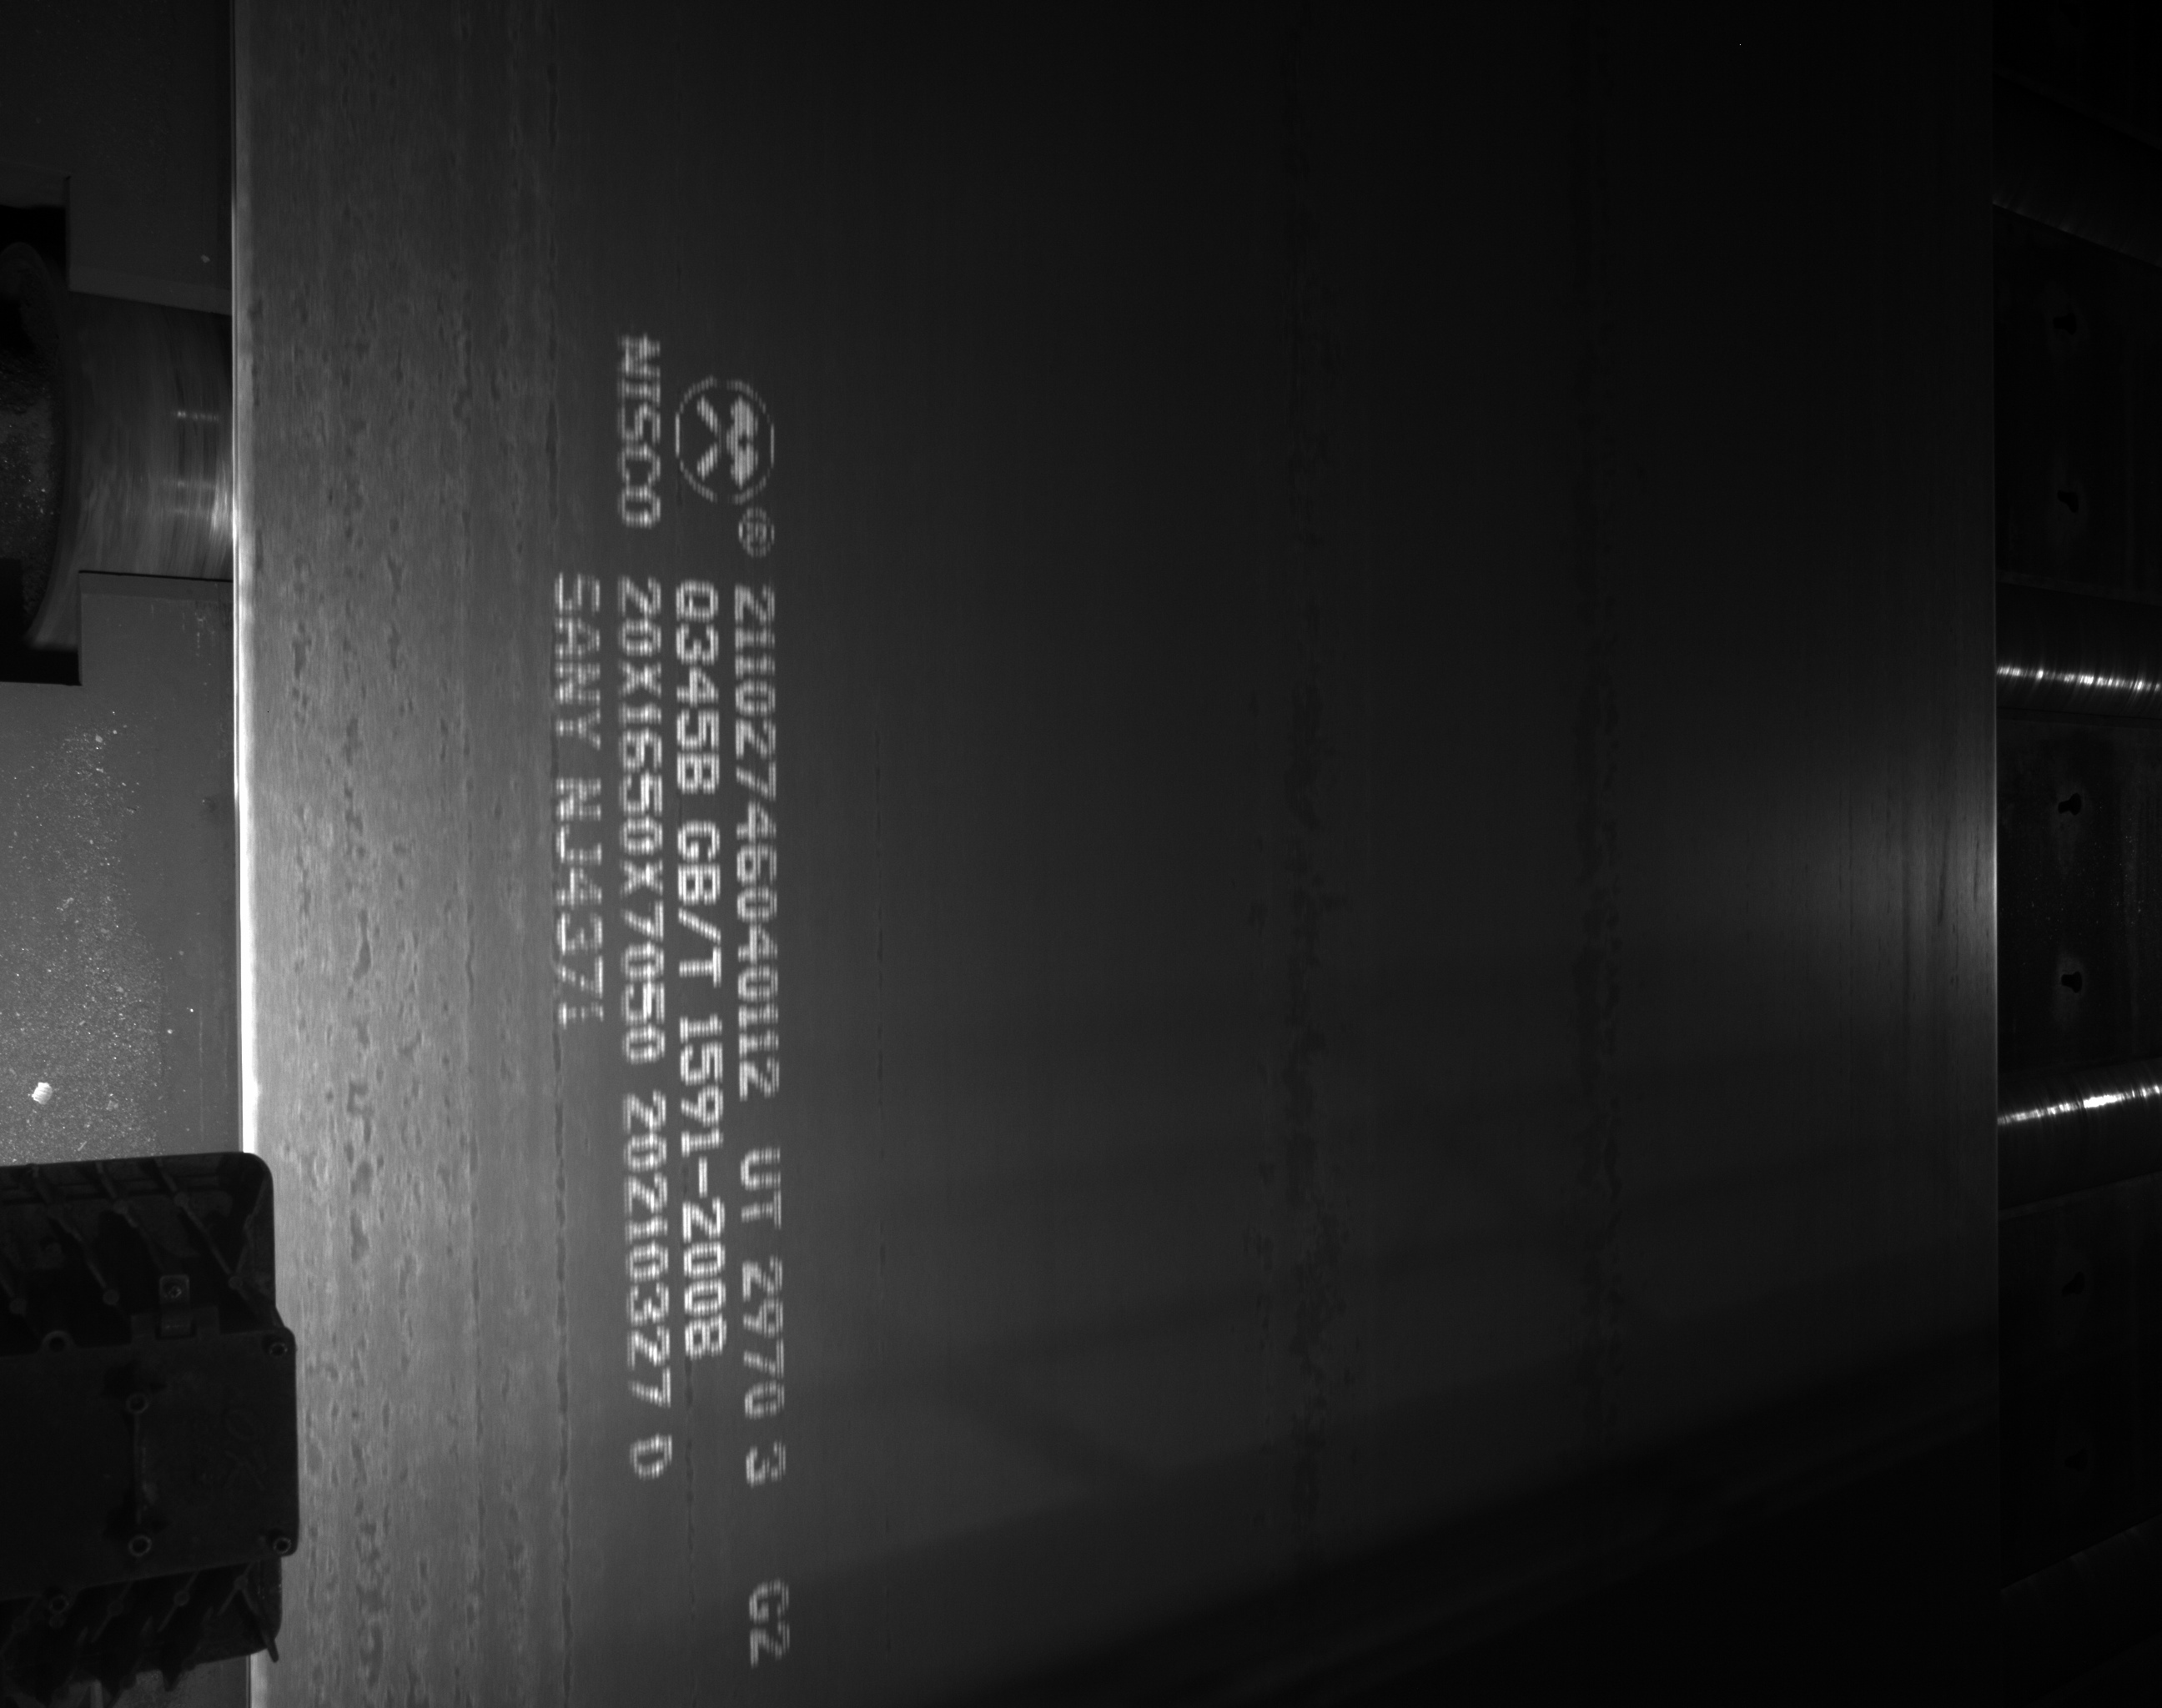 ® 21102746040112 UT 2970 3 G2
Q345B GB/T 1591-2008
NISCO 20X1650X7050 20210327 D
SANY NJ4371